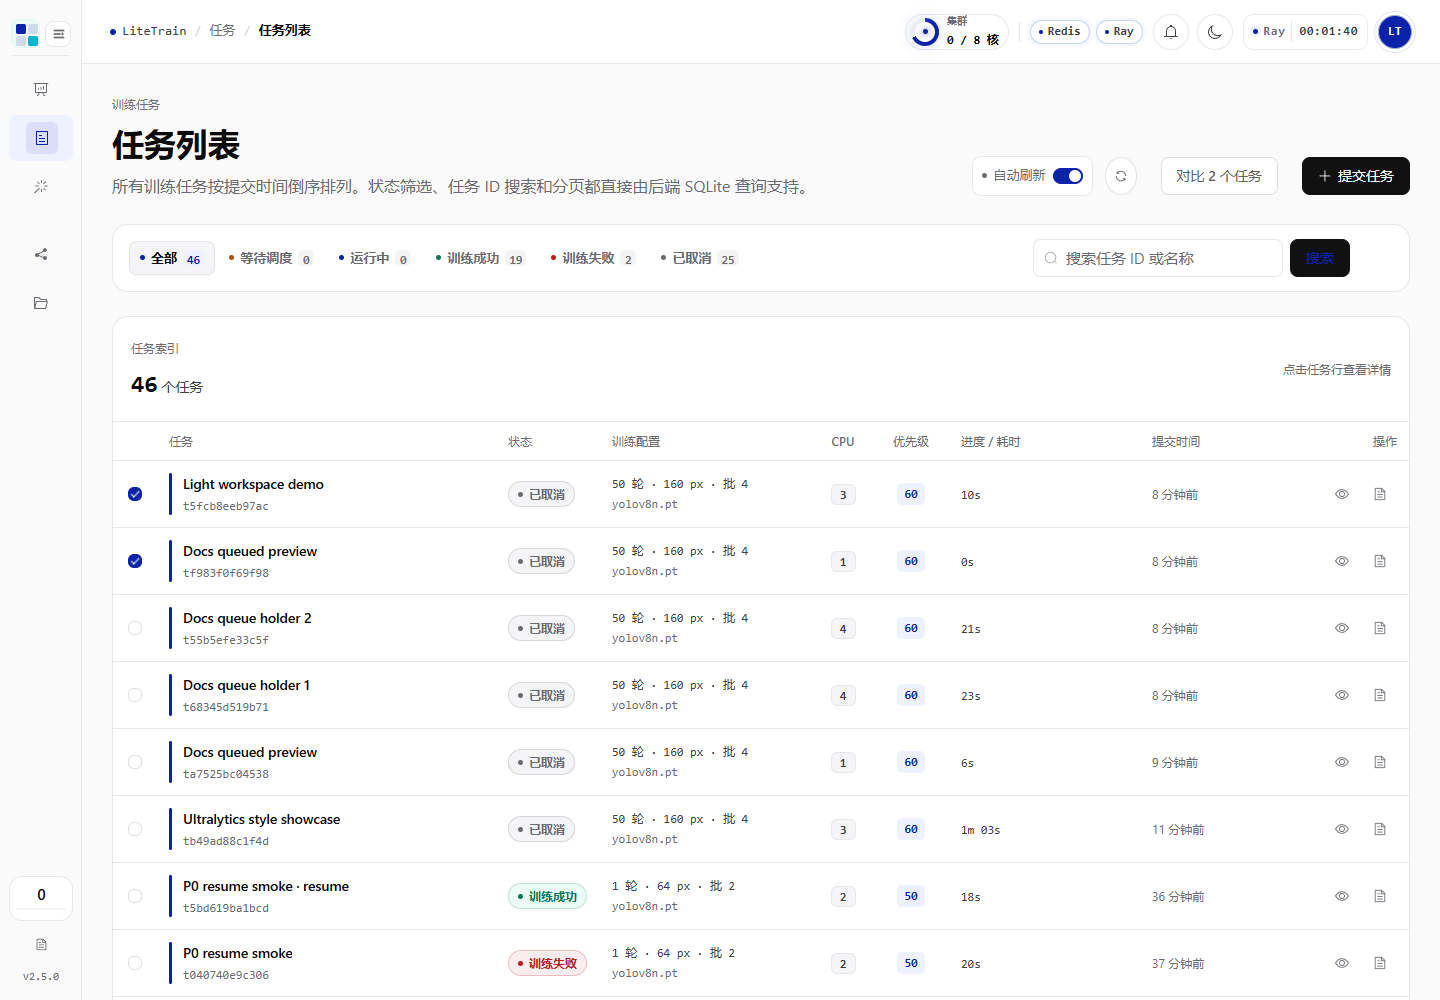 LiteTrain / 任务 / 任务列表
集群
0 / 8 核
Redis
Ray
Ray 00:01:40
LT
训练任务
任务列表
所有训练任务按提交时间倒序排列。状态筛选、任务 ID 搜索和分页都直接由后端 SQLite 查询支持。
自动刷新
对比 2 个任务
提交任务
全部 46
等待调度 0
运行中 0
训练成功 19
训练失败 2
已取消 25
搜索任务 ID 或名称
搜索
任务索引
46 个任务
点击任务行查看详情
任务 状态 训练配置 CPU 优先级 进度 / 耗时 提交时间 操作
Light workspace demo
t5fcb8eeb97ac
已取消
50 轮 · 160 px · 批 4
yolov8n.pt
3 60 10s 8 分钟前
Docs queued preview
tf983f0f69f98
已取消
50 轮 · 160 px · 批 4
yolov8n.pt
1 60 0s 8 分钟前
Docs queue holder 2
t55b5efe33c5f
已取消
50 轮 · 160 px · 批 4
yolov8n.pt
4 60 21s 8 分钟前
Docs queue holder 1
t68345d519b71
已取消
50 轮 · 160 px · 批 4
yolov8n.pt
4 60 23s 8 分钟前
Docs queued preview
ta7525bc04538
已取消
50 轮 · 160 px · 批 4
yolov8n.pt
1 60 6s 9 分钟前
Ultralytics style showcase
tb49ad88c1f4d
已取消
50 轮 · 160 px · 批 4
yolov8n.pt
3 60 1m 03s 11 分钟前
P0 resume smoke · resume
t5bd619ba1bcd
训练成功
1 轮 · 64 px · 批 2
yolov8n.pt
2 50 18s 36 分钟前
P0 resume smoke
t040740e9c306
训练失败
1 轮 · 64 px · 批 2
yolov8n.pt
2 50 20s 37 分钟前
0
v2.5.0